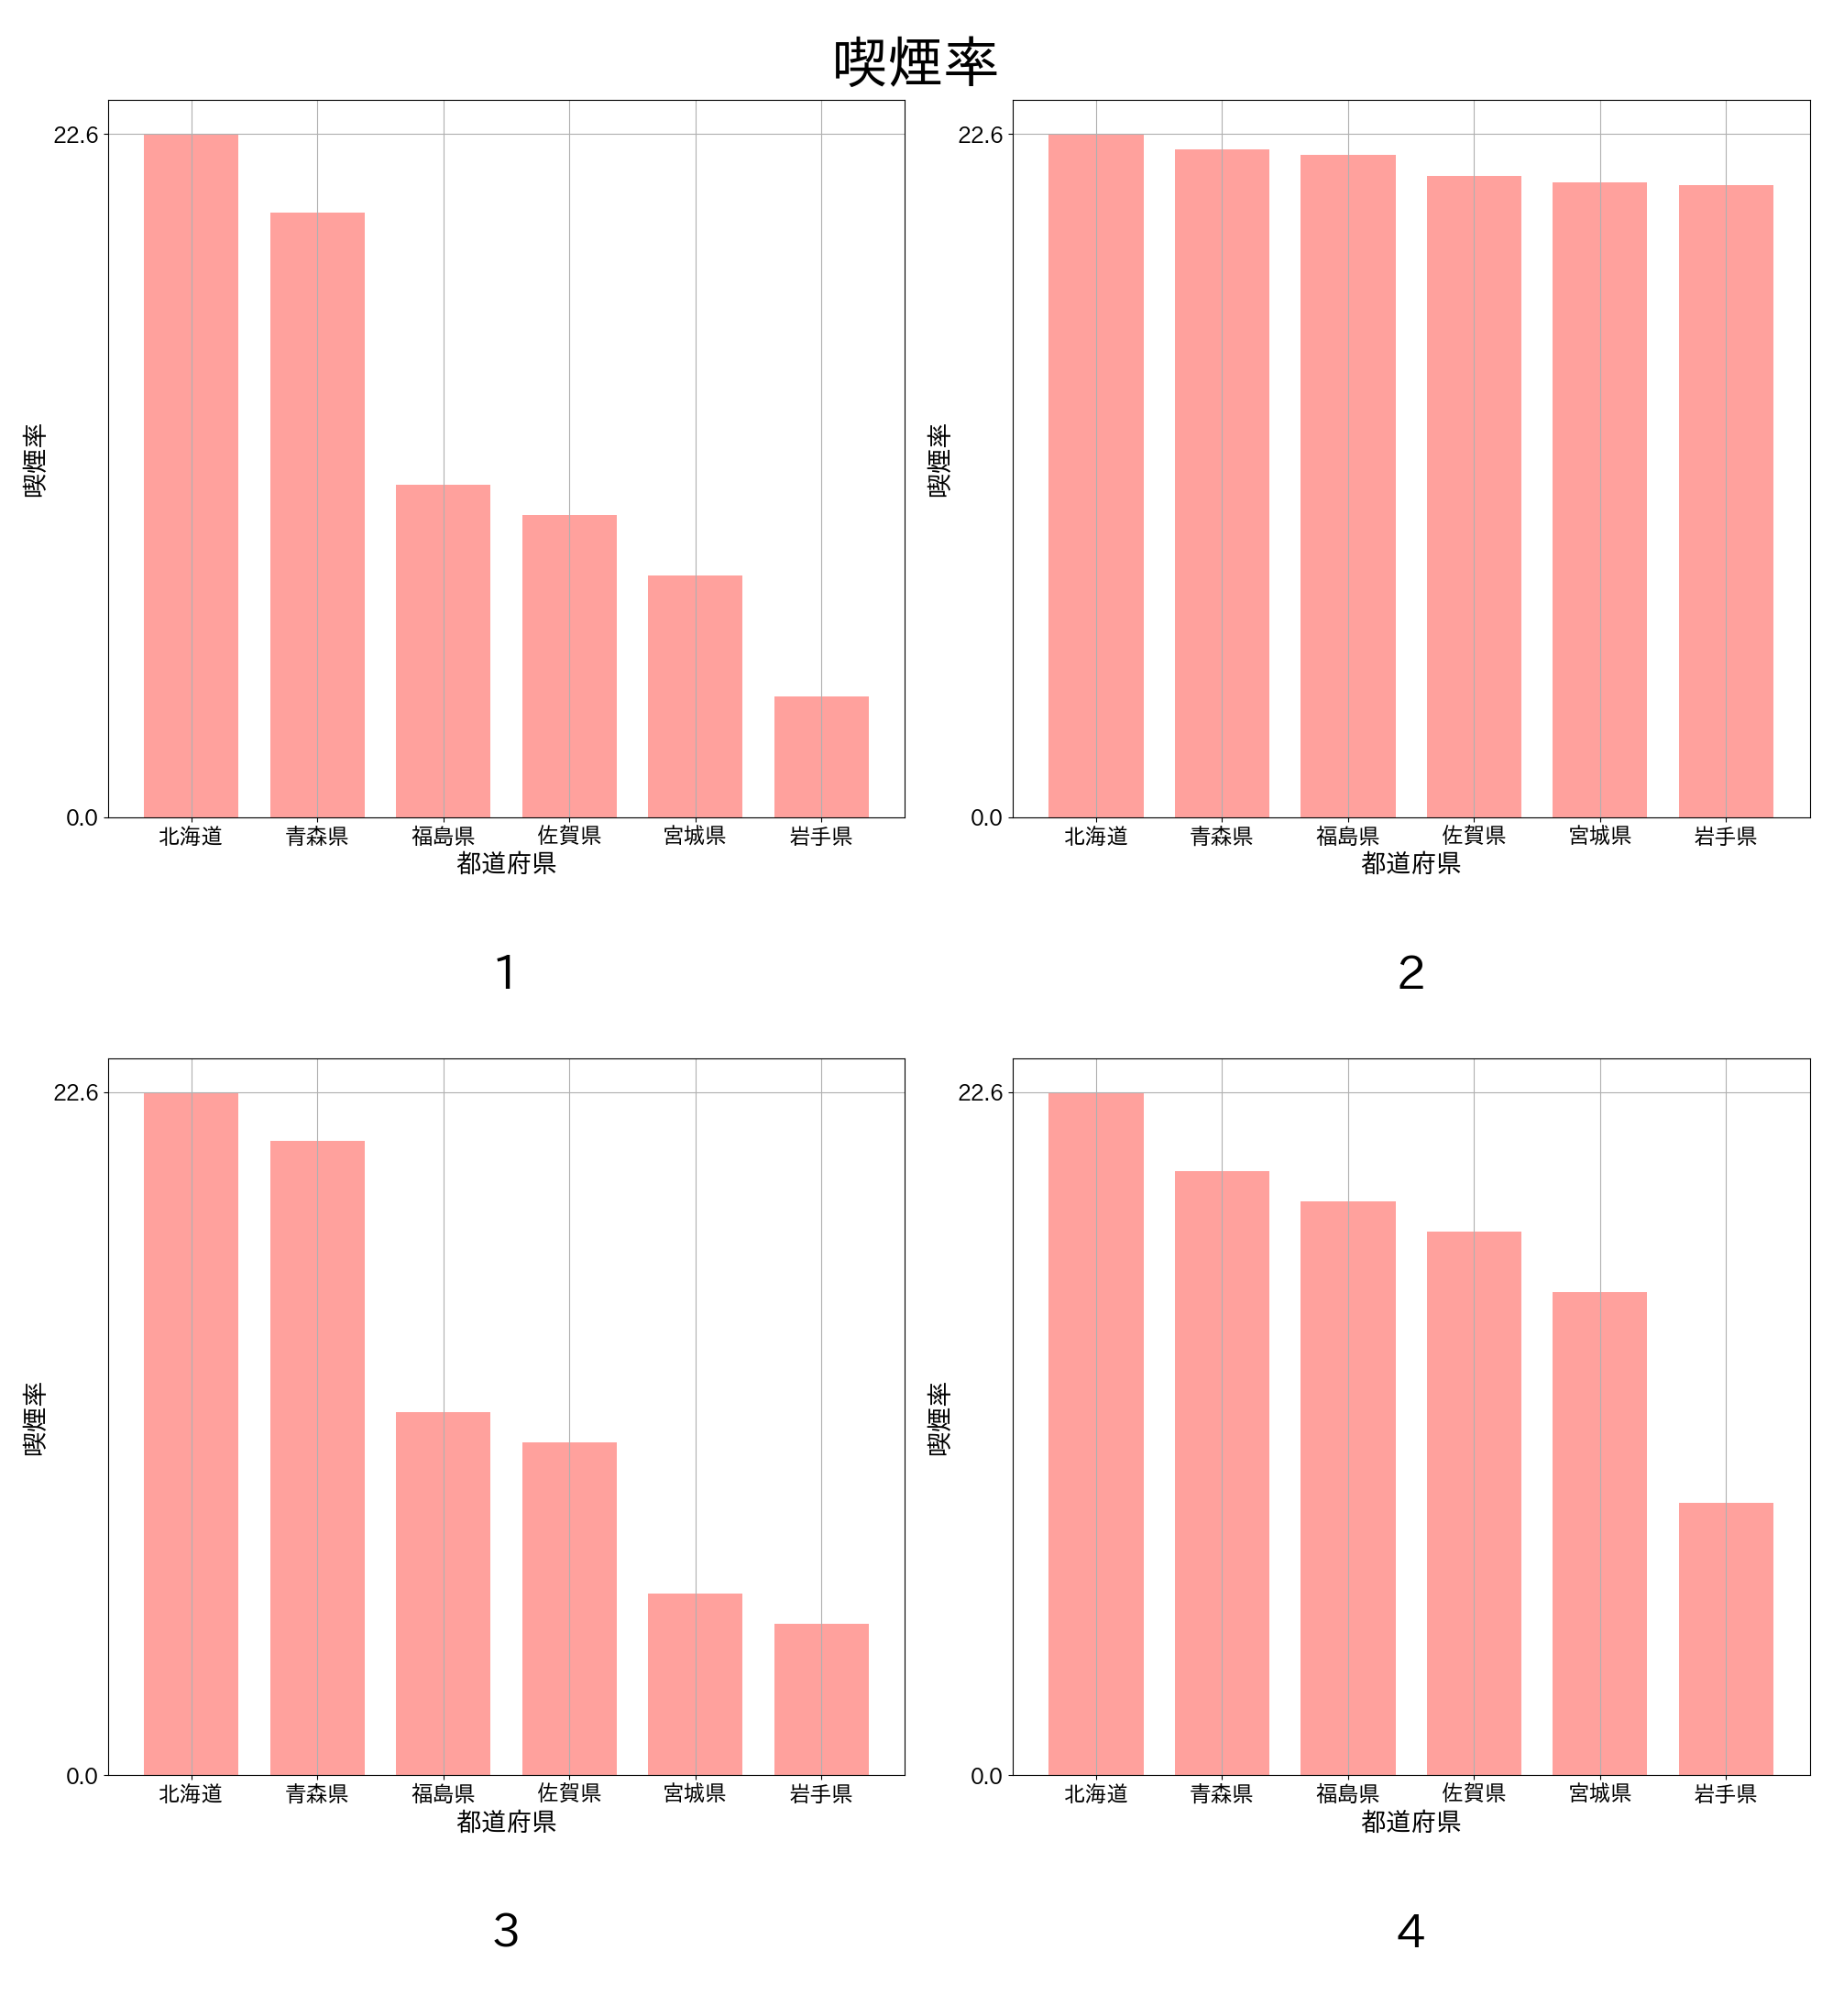 喫煙率
22.6
0.0
喫煙率
北海道 青森県 福島県 佐賀県 宮城県 岩手県
都道府県
1
22.6
0.0
喫煙率
北海道 青森県 福島県 佐賀県 宮城県 岩手県
都道府県
2
22.6
0.0
喫煙率
北海道 青森県 福島県 佐賀県 宮城県 岩手県
都道府県
3
22.6
0.0
喫煙率
北海道 青森県 福島県 佐賀県 宮城県 岩手県
都道府県
4